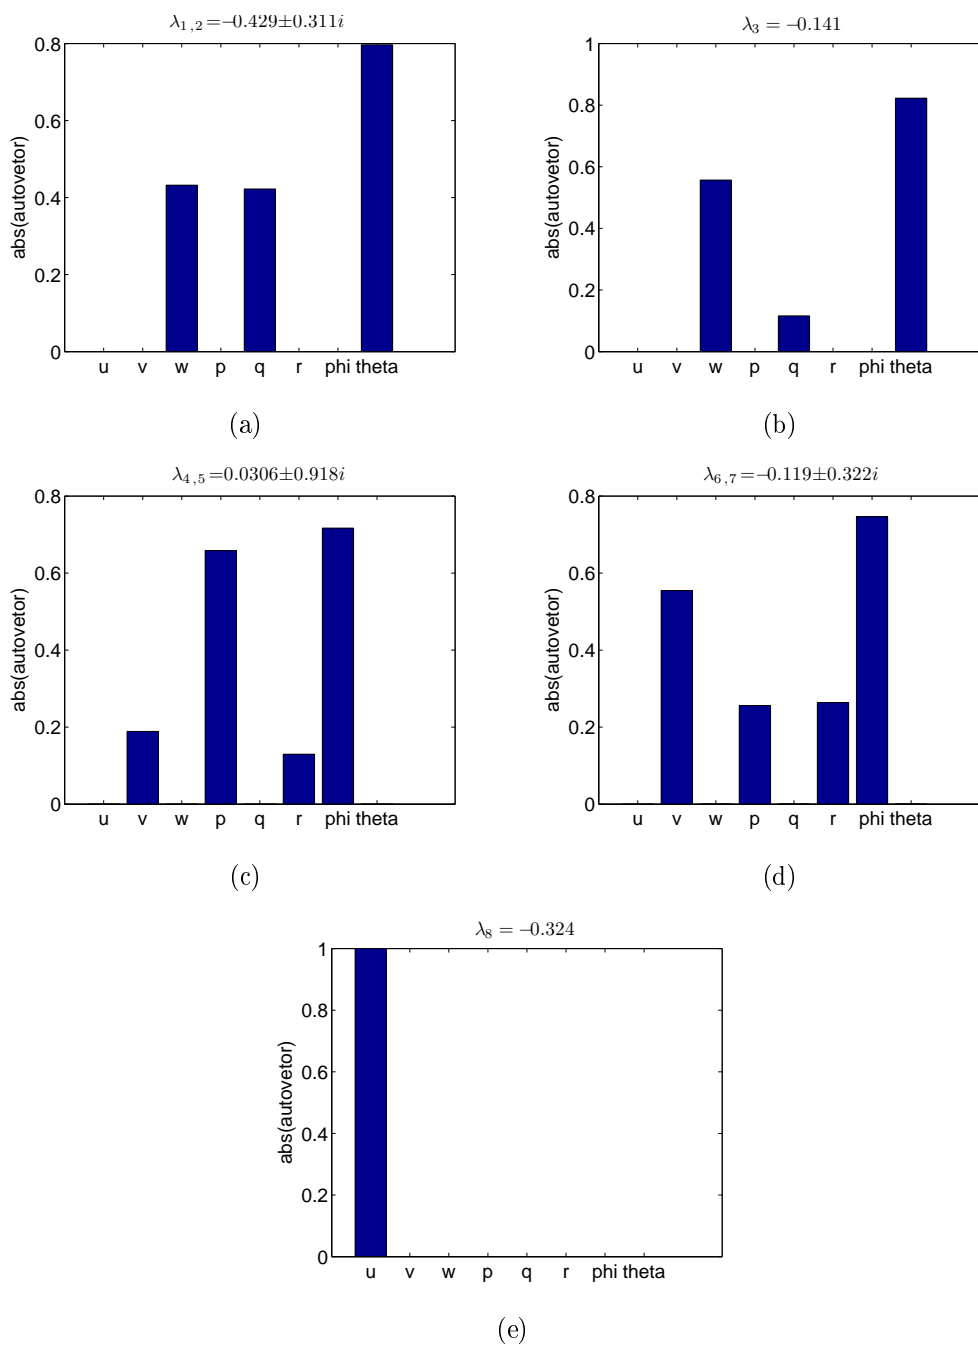 λ1,2=−0.429±0.311i
abs(autovetor)
0.8
0.6
0.4
0.2
0
u v w p q r phi theta
(a)
λ3 = −0.141
abs(autovetor)
1
0.8
0.6
0.4
0.2
0
u v w p q r phi theta
(b)
λ4,5=0.0306±0.918i
abs(autovetor)
0.8
0.6
0.4
0.2
0
u v w p q r phi theta
(c)
λ6,7=−0.119±0.322i
abs(autovetor)
0.8
0.6
0.4
0.2
0
u v w p q r phi theta
(d)
λ8 = −0.324
abs(autovetor)
1
0.8
0.6
0.4
0.2
0
u v w p q r phi theta
(e)